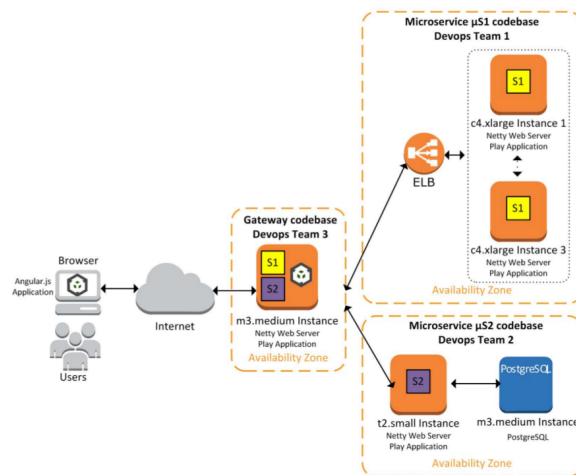 Microservice µS1 codebase
Devops Team 1
S1
c4.xlarge Instance 1
Netty Web Server
Play Application
ELB
S1
c4.xlarge Instance 3
Netty Web Server
Play Application
Availability Zone
Gateway codebase
Devops Team 3
S1
S2
m3.medium Instance
Netty Web Server
Play Application
Availability Zone
Browser
Angular.js
Application
Internet
Users
Microservice µS2 codebase
Devops Team 2
S2
t2.small Instance
Netty Web Server
Play Application
PostgreSQL
m3.medium Instance
PostgreSQL
Availability Zone